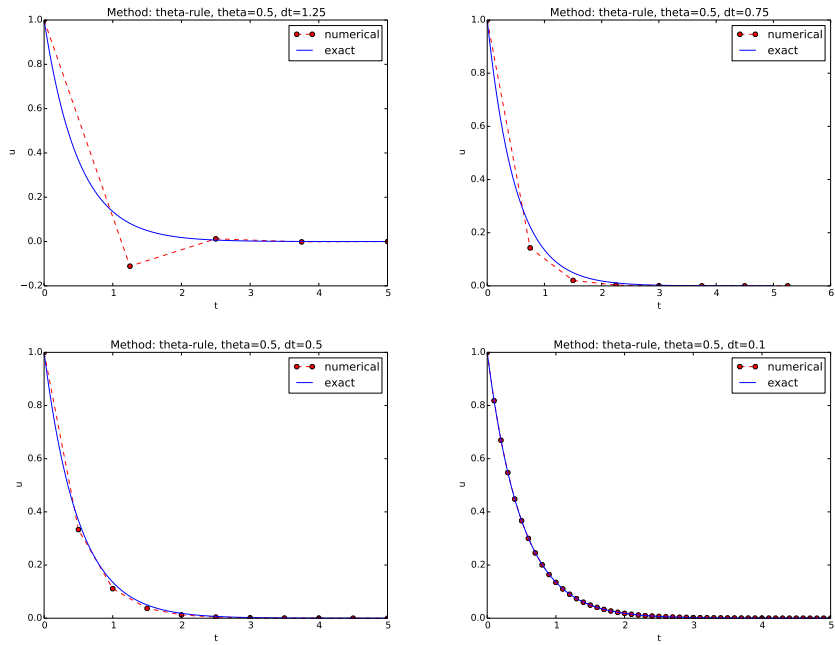 Method: theta-rule, theta=0.5, dt=1.25
1.0
0.8
0.6
0.4
0.2
0.0
−0.2
u
0 1 2 3 4 5
t
numerical
exact
Method: theta-rule, theta=0.5, dt=0.75
1.0
0.8
0.6
0.4
0.2
0.0
u
0 1 2 3 4 5 6
t
numerical
exact
Method: theta-rule, theta=0.5, dt=0.5
1.0
0.8
0.6
0.4
0.2
0.0
u
0 1 2 3 4 5
t
numerical
exact
Method: theta-rule, theta=0.5, dt=0.1
1.0
0.8
0.6
0.4
0.2
0.0
u
0 1 2 3 4 5
t
numerical
exact